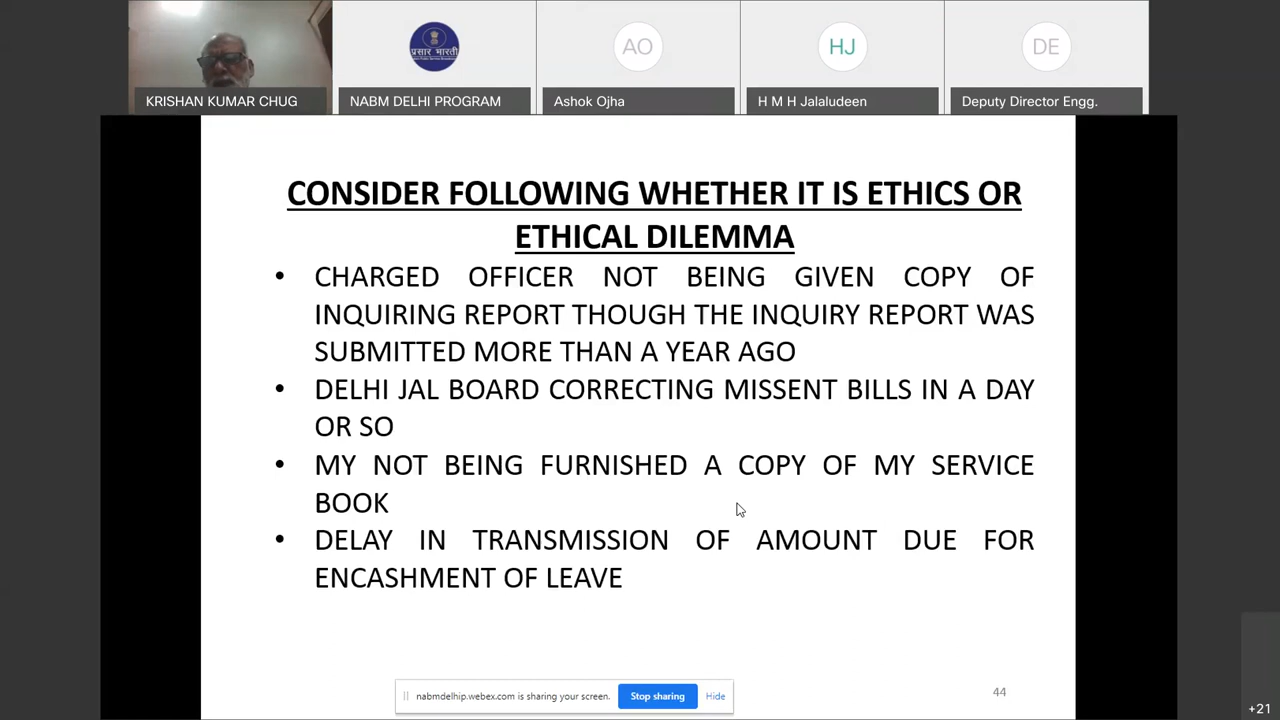 AO
HJ
DE
प्रसार भारती
KRISHAN KUMAR CHUG
NABM DELHI PROGRAM
Ashok Ojha
H M H Jalaludeen
Deputy Director Engg.
CONSIDER FOLLOWING WHETHER IT IS ETHICS OR
ETHICAL DILEMMA
• CHARGED OFFICER NOT BEING GIVEN COPY OF
INQUIRING REPORT THOUGH THE INQUIRY REPORT WAS
SUBMITTED MORE THAN A YEAR AGO
• DELHI JAL BOARD CORRECTING MISSENT BILLS IN A DAY
OR SO
• MY NOT BEING FURNISHED A COPY OF MY SERVICE
BOOK
• DELAY IN TRANSMISSION OF AMOUNT DUE FOR
ENCASHMENT OF LEAVE
44
nabmdelhip.webex.com is sharing your screen.
Stop sharing
Hide
+21